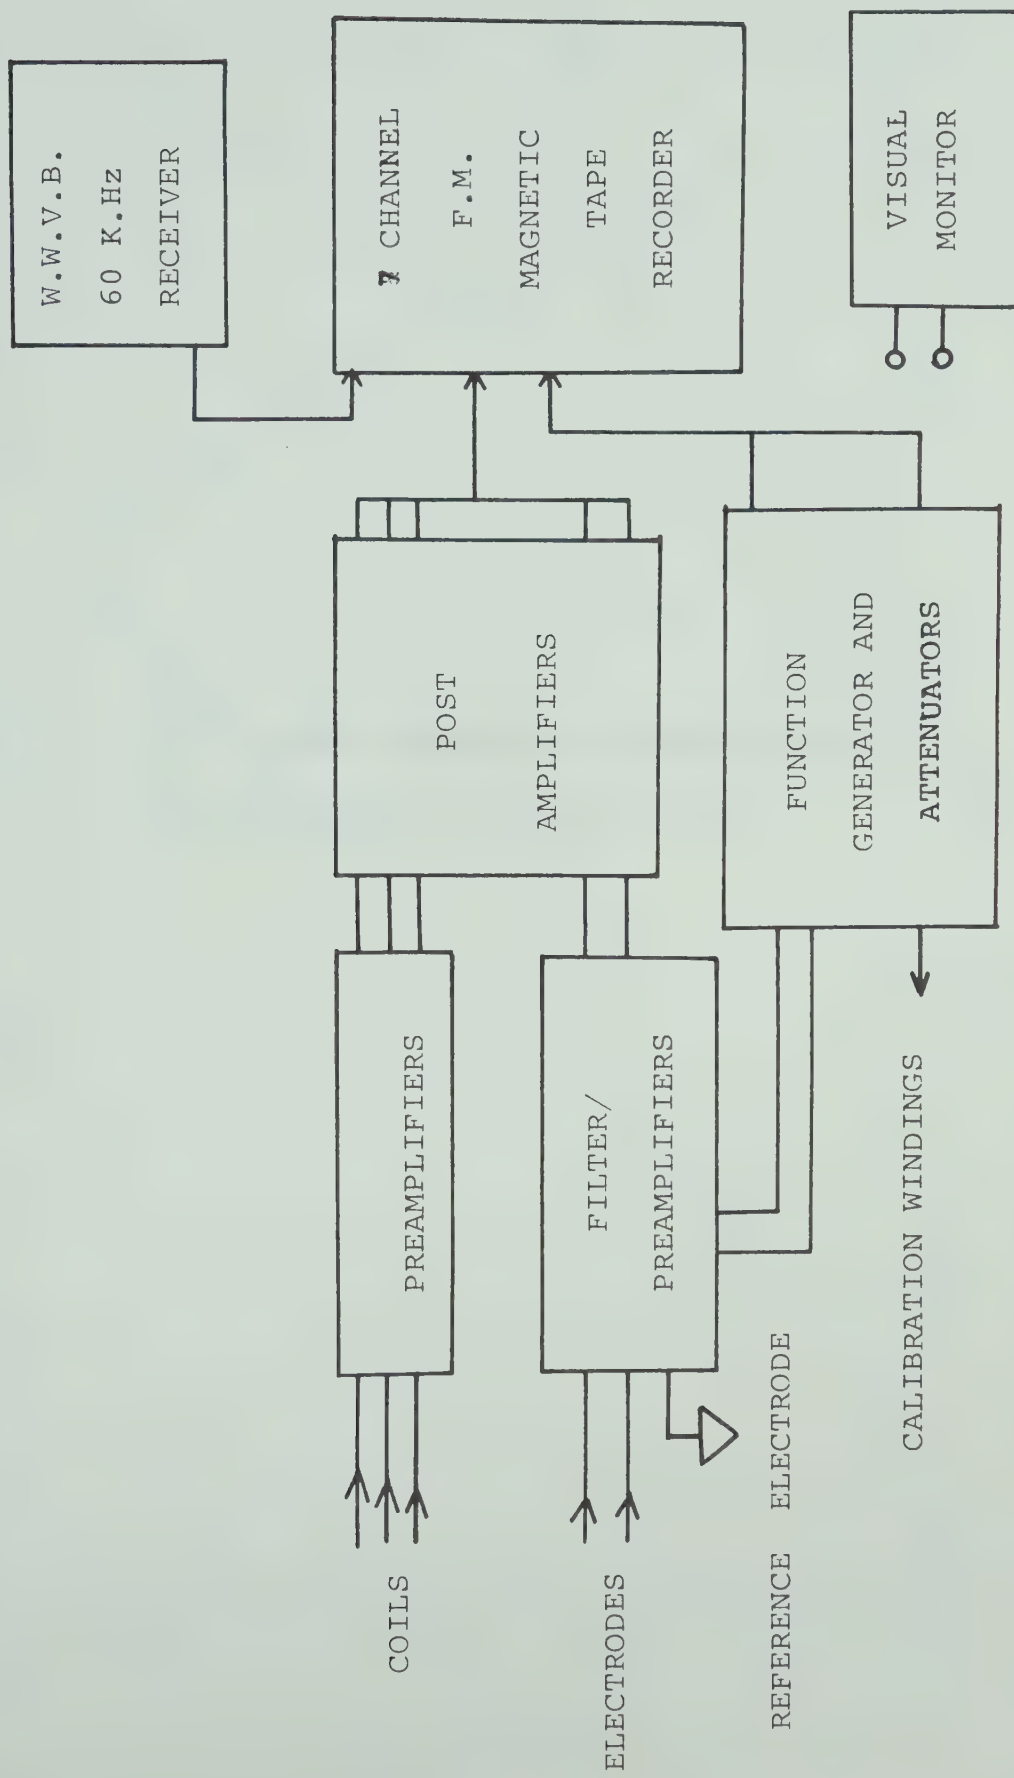 W.W.V.B.
60 K.Hz
RECEIVER
7 CHANNEL
F.M.
MAGNETIC
TAPE
RECORDER
VISUAL
MONITOR
POST
AMPLIFIERS
FUNCTION
GENERATOR AND
ATTENUATORS
PREAMPLIFIERS
FILTER/
PREAMPLIFIERS
COILS
ELECTRODES
REFERENCE ELECTRODE
CALIBRATION WINDINGS